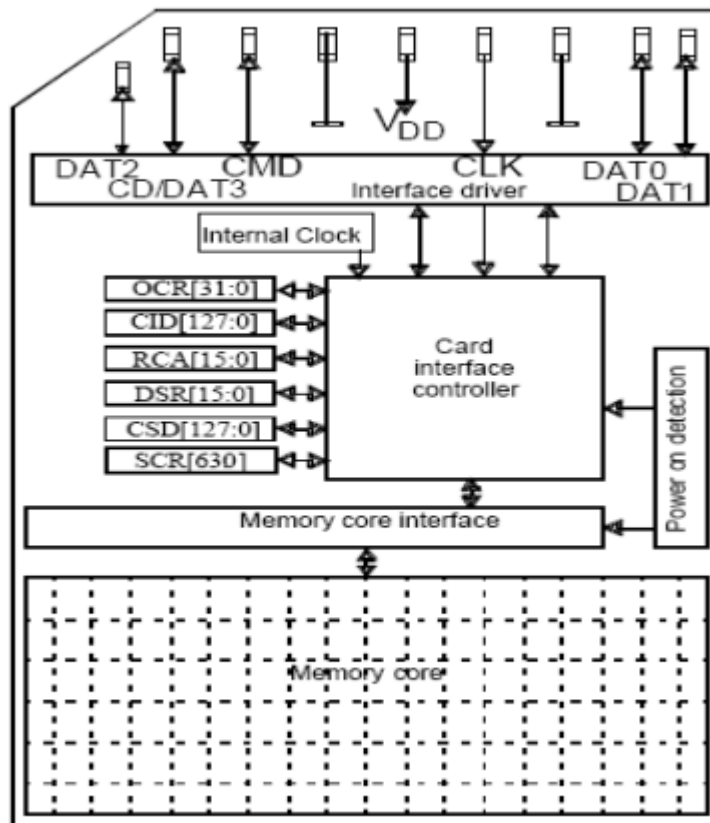 VDD
DAT2 CMD CLK DAT0
CD/DAT3 Interface driver DAT1
Internal Clock
OCR[31:0]
CID[127:0]
RCA[15:0]
DSR[15:0]
CSD[127:0]
SCR[630]
Card
interface
controller
Power on detection
Memory core interface
Memory core